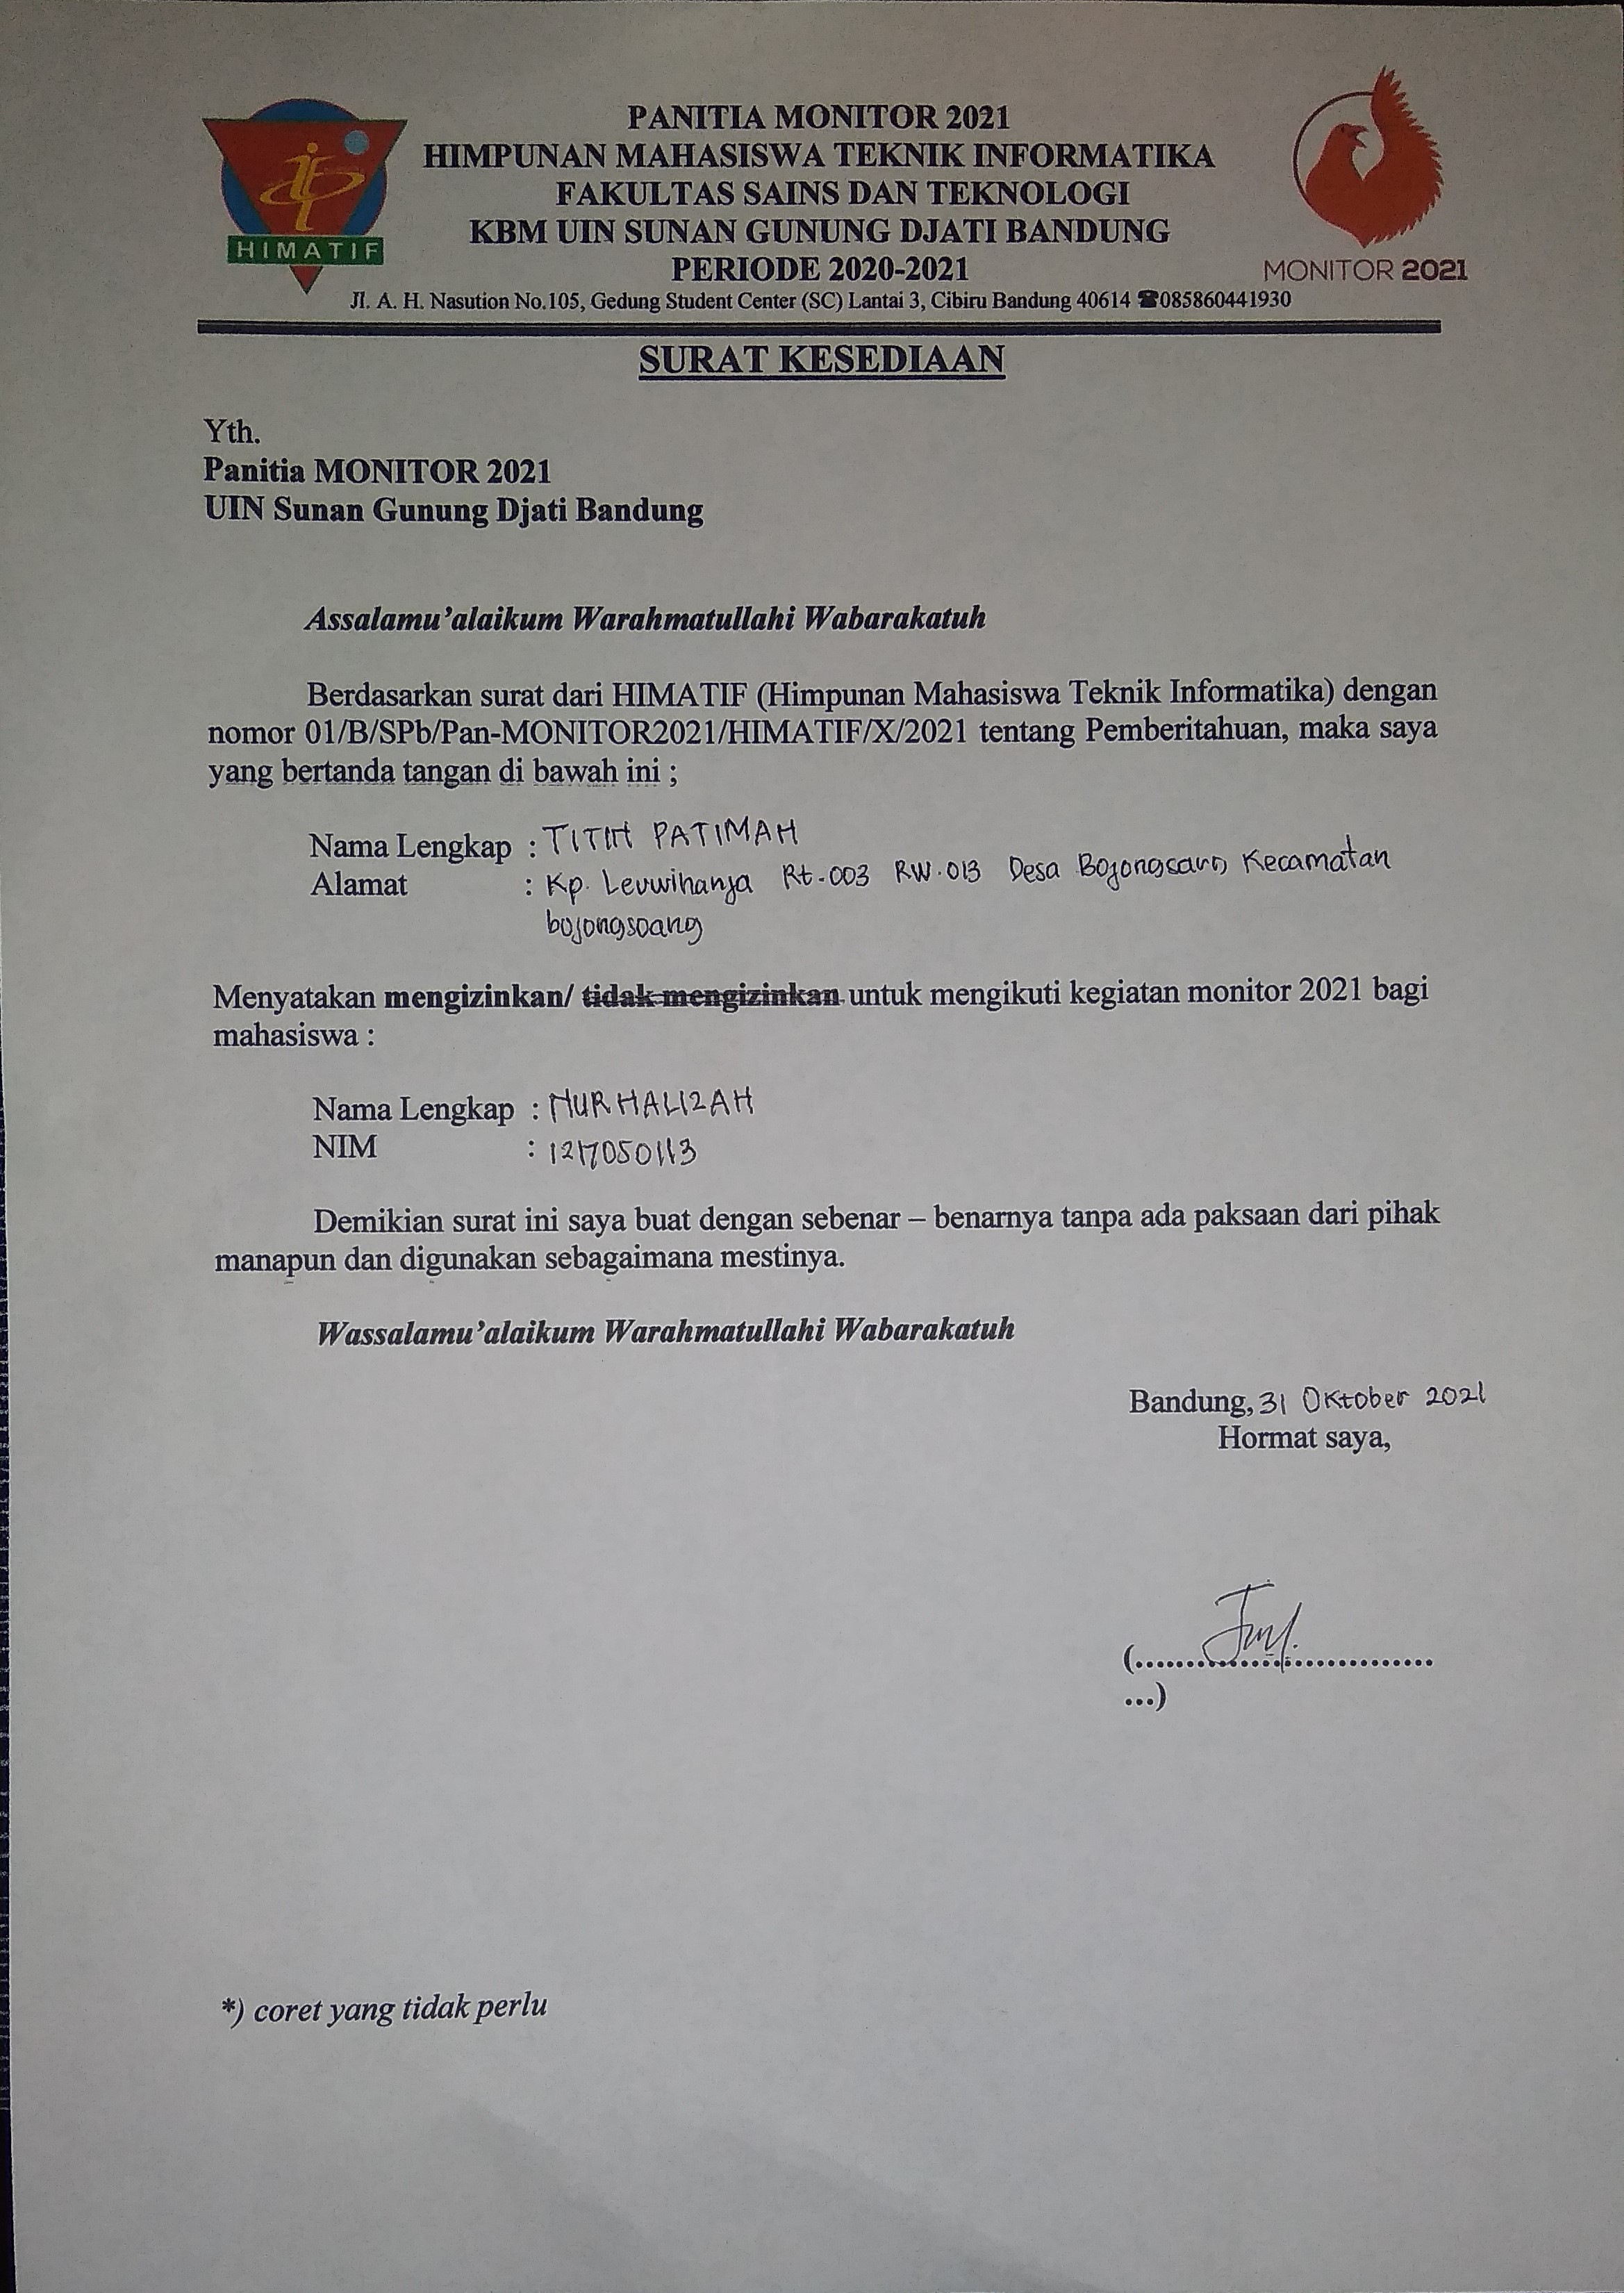 PANITIA MONITOR 2021
HIMPUNAN MAHASISWA TEKNIK INFORMATIKA
FAKULTAS SAINS DAN TEKNOLOGI
KBM UIN SUNAN GUNUNG DJATI BANDUNG
PERIODE 2020-2021
HIMATIF
MONITOR 2021
Jl. A. H. Nasution No.105, Gedung Student Center (SC) Lantai 3, Cibiru Bandung 40614 ☎085860441930
SURAT KESEDIAAN
Yth.
Panitia MONITOR 2021
UIN Sunan Gunung Djati Bandung
Assalamu’alaikum Warahmatullahi Wabarakatuh
Berdasarkan surat dari HIMATIF (Himpunan Mahasiswa Teknik Informatika) dengan
nomor 01/B/SPb/Pan-MONITOR2021/HIMATIF/X/2021 tentang Pemberitahuan, maka saya
yang bertanda tangan di bawah ini ;
Nama Lengkap : TITIH PATIMAH
Alamat : Kp. Leuwihanja Rt.003 RW.013 Desa Kecamatan
bojongsoang
Menyatakan mengizinkan/ tidak mengizinkan untuk mengikuti kegiatan monitor 2021 bagi
mahasiswa :
Nama Lengkap : NURHALIZAH
NIM : 1217050113
Demikian surat ini saya buat dengan sebenar – benarnya tanpa ada paksaan dari pihak
manapun dan digunakan sebagaimana mestinya.
Wassalamu’alaikum Warahmatullahi Wabarakatuh
Bandung, 31 Oktober 2021
Hormat saya,
(..................................
...)
*) coret yang tidak perlu